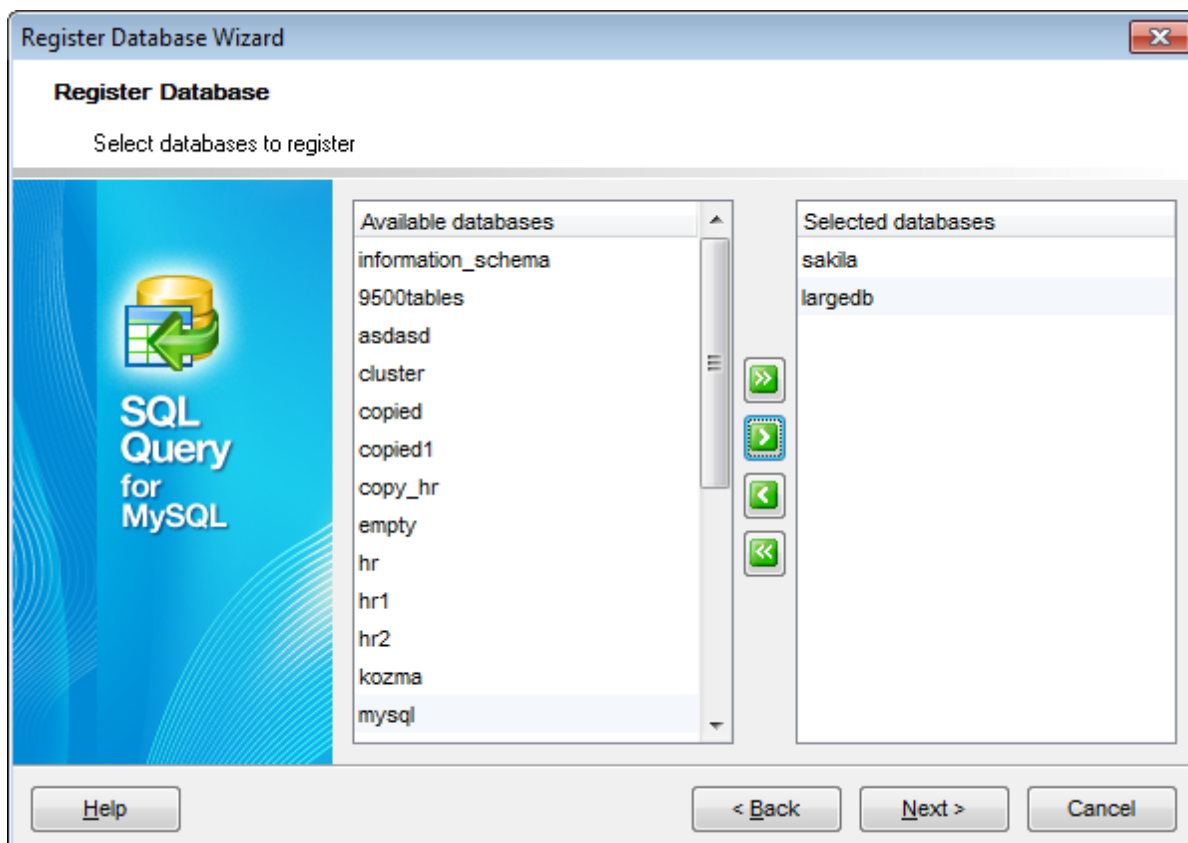 Register Database Wizard
Register Database
Select databases to register
SQL
Query
for
MySQL
Available databases
information_schema
9500tables
asdasd
cluster
copied
copied1
copy_hr
empty
hr
hr1
hr2
kozma
mysql
Selected databases
sakila
largedb
Help
< Back
Next >
Cancel